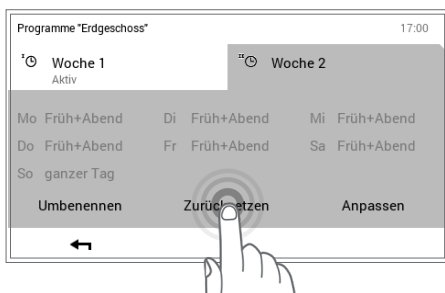 Programme "Erdgeschoss" 17:00
I Woche 1 II Woche 2
Aktiv
Mo Früh+Abend Di Früh+Abend Mi Früh+Abend
Do Früh+Abend Fr Früh+Abend Sa Früh+Abend
So ganzer Tag
Umbenennen Zurücksetzen Anpassen